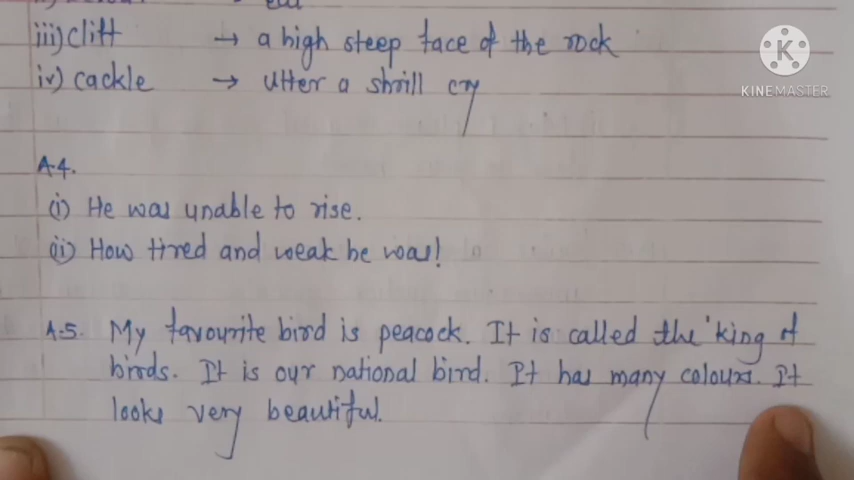 iii) cliff → a high steep face of the rock
iv) cackle → utter a shrill cry
A.4.
(i) He was unable to rise.
(ii) How tired and weak he was!
A.5. My favourite bird is peacock. It is called the 'king of
birds. It is our national bird. It has many colours. It
looks very beautiful.
KINEMASTER